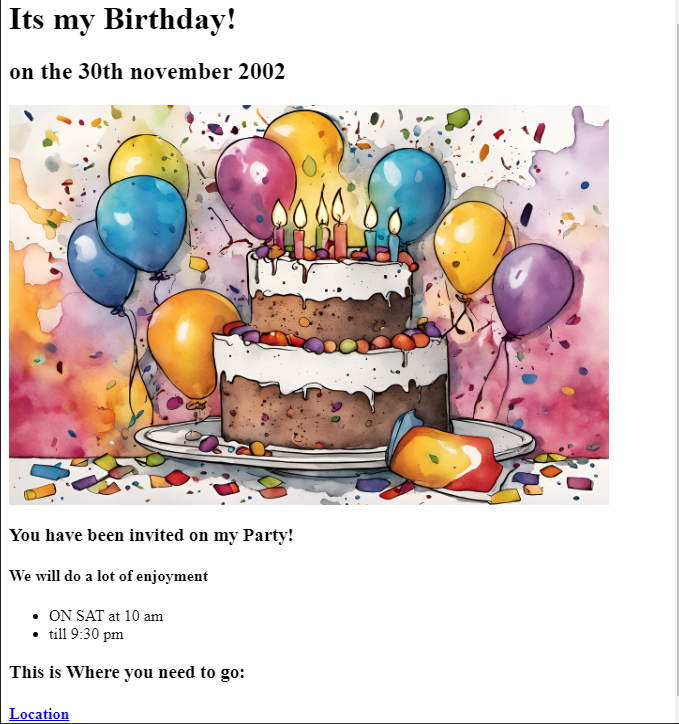 Its my Birthday!
on the 30th november 2002
You have been invited on my Party!
We will do a lot of enjoyment
ON SAT at 10 am
till 9:30 pm
This is Where you need to go:
Location